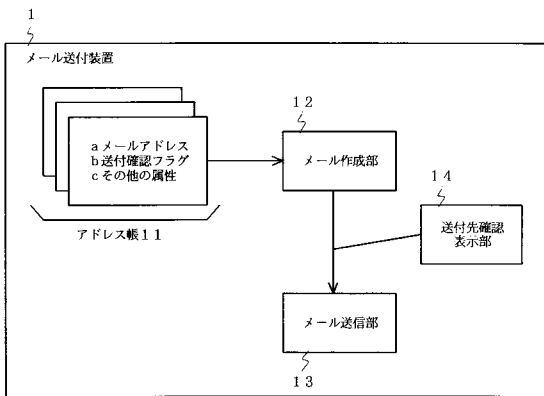 1
メール送付装置
aメールアドレス
b送付確認フラグ
cその他の属性
アドレス帳11
12
メール作成部
14
送付先確認
表示部
メール送信部
13